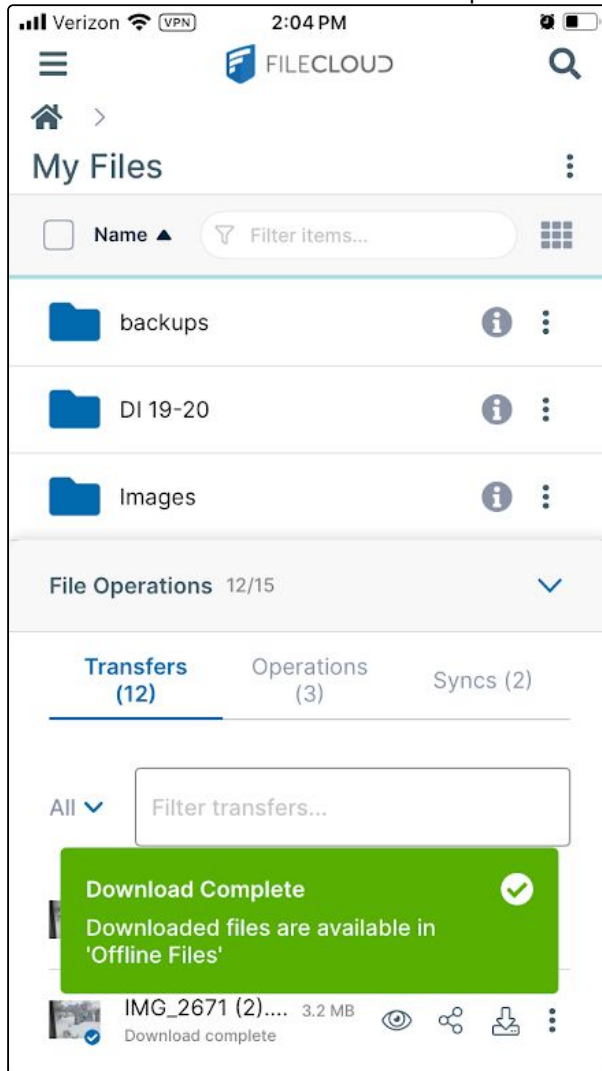 Verizon VPN 2:04 PM
FILECLOUD
My Files
Name Filter items...
backups
DI 19-20
Images
File Operations 12/15
Transfers (12) Operations (3) Syncs (2)
All Filter transfers...
Download Complete
Downloaded files are available in
'Offline Files'
IMG_2671 (2).... 3.2 MB
Download complete